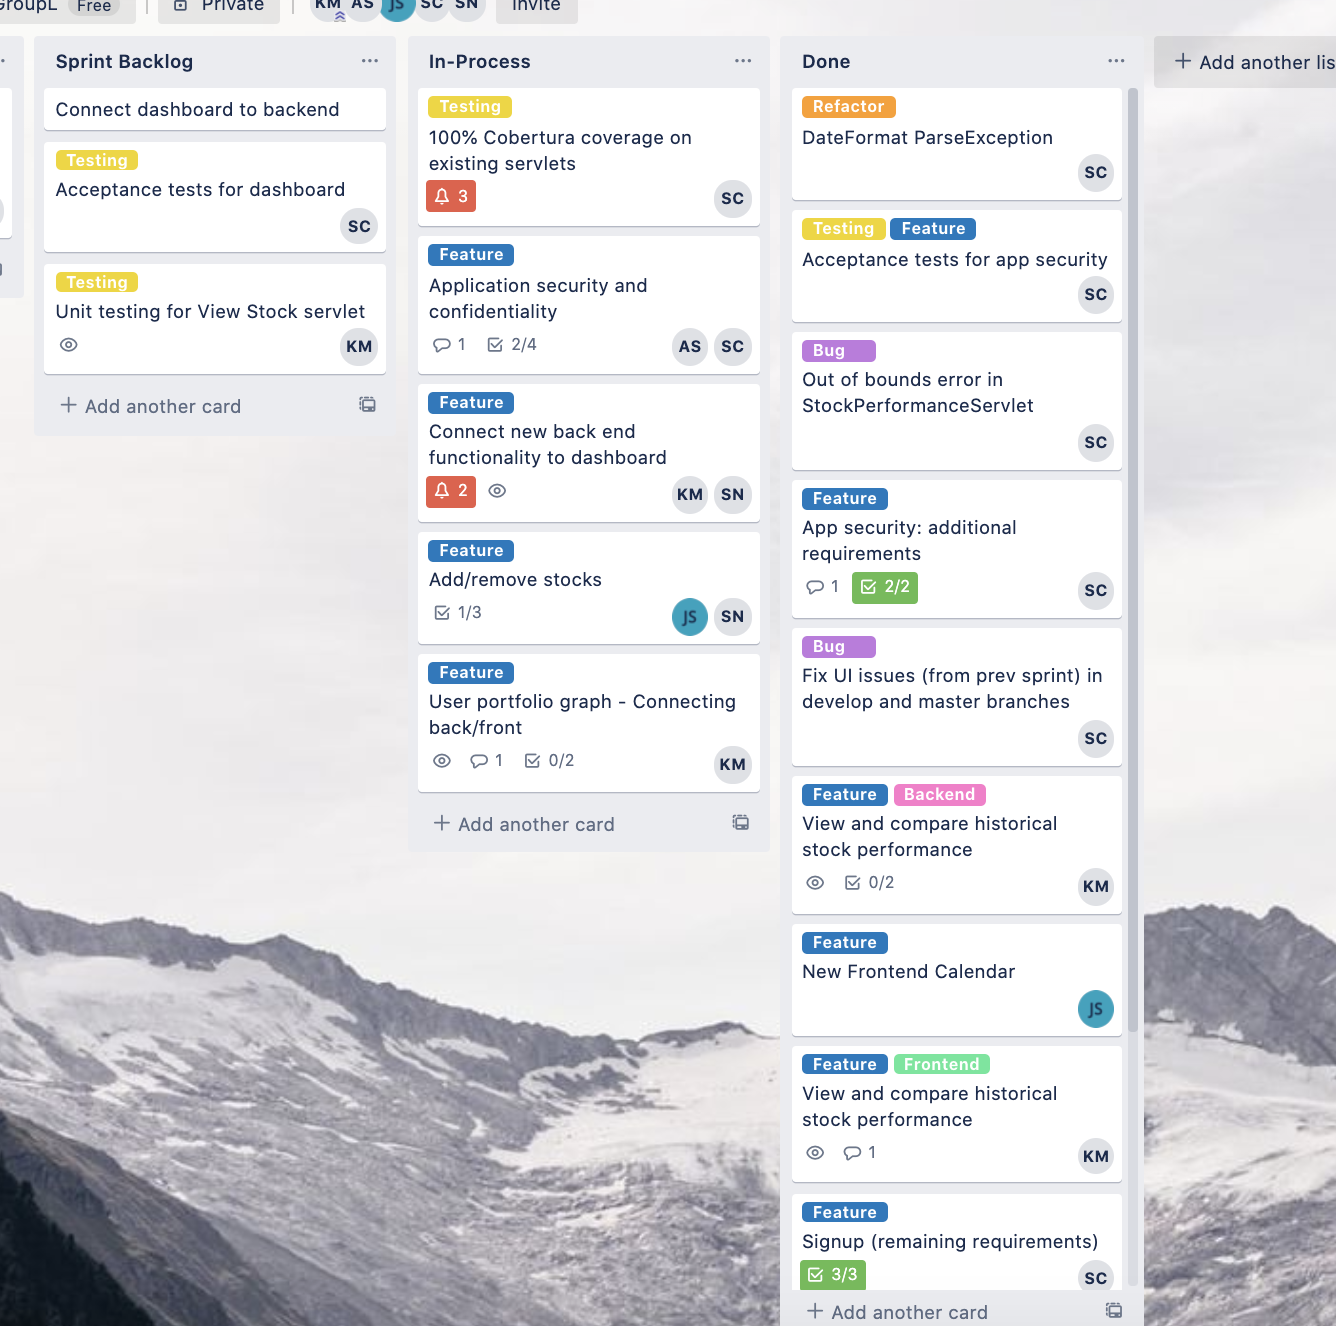 GroupL Free Private KM AS JS SC SN Invite
Sprint Backlog
Connect dashboard to backend
Testing
Acceptance tests for dashboard
SC
Testing
Unit testing for View Stock servlet
KM
Add another card
In-Process
Testing
100% Cobertura coverage on
existing servlets
3
SC
Feature
Application security and
confidentiality
1 2/4 AS SC
Feature
Connect new back end
functionality to dashboard
2 KM SN
Feature
Add/remove stocks
1/3 JS SN
Feature
User portfolio graph - Connecting
back/front
1 0/2 KM
Add another card
Done
Refactor
DateFormat ParseException
SC
Testing Feature
Acceptance tests for app security
SC
Bug
Out of bounds error in
StockPerformanceServlet
SC
Feature
App security: additional
requirements
1 2/2 SC
Bug
Fix UI issues (from prev sprint) in
develop and master branches
SC
Feature Backend
View and compare historical
stock performance
0/2 KM
Feature
New Frontend Calendar
JS
Feature Frontend
View and compare historical
stock performance
1 KM
Feature
Signup (remaining requirements)
3/3 SC
Add another card
Add another lis